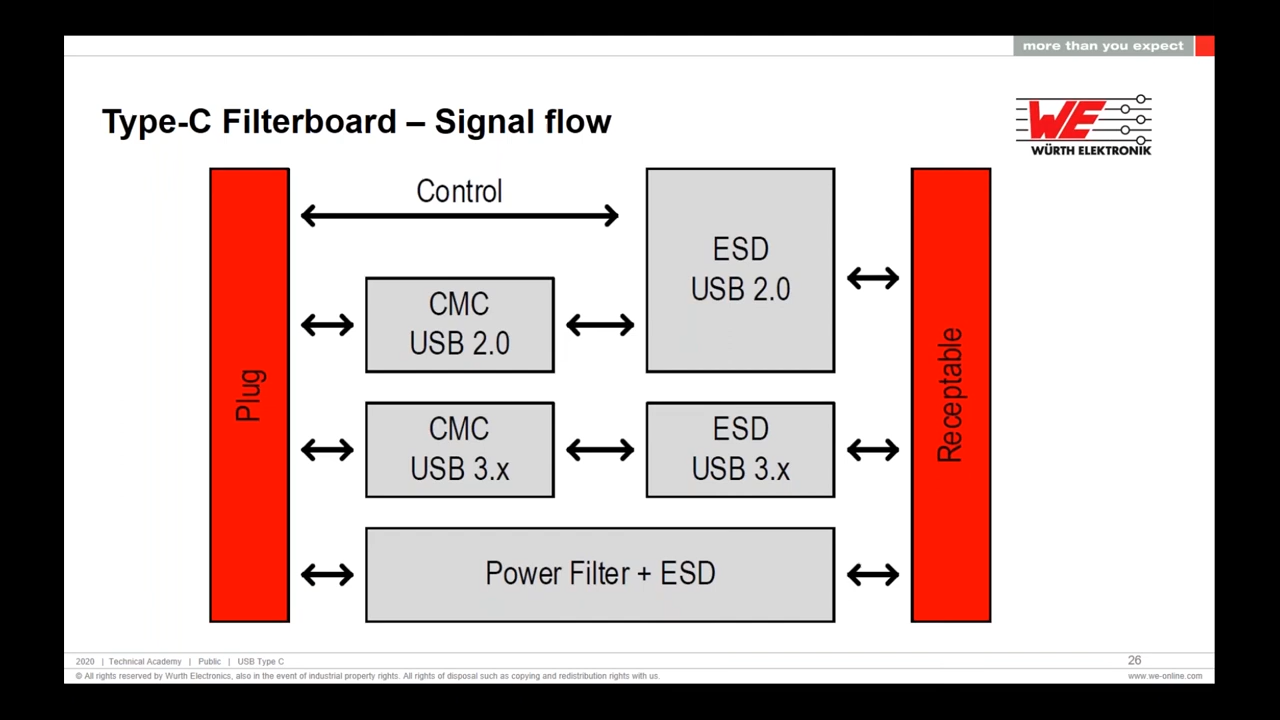 more than you expect
Type-C Filterboard – Signal flow
WE
WÜRTH ELEKTRONIK
Control
ESD
USB 2.0
CMC
USB 2.0
Plug
Receptable
CMC
USB 3.x
ESD
USB 3.x
Power Filter + ESD
2020 | Technical Academy | Public | USB Type C
26
© All rights reserved by Wurth Electronics, also in the event of industrial property rights. All rights of disposal such as copying and redistribution rights with us.
www.we-online.com